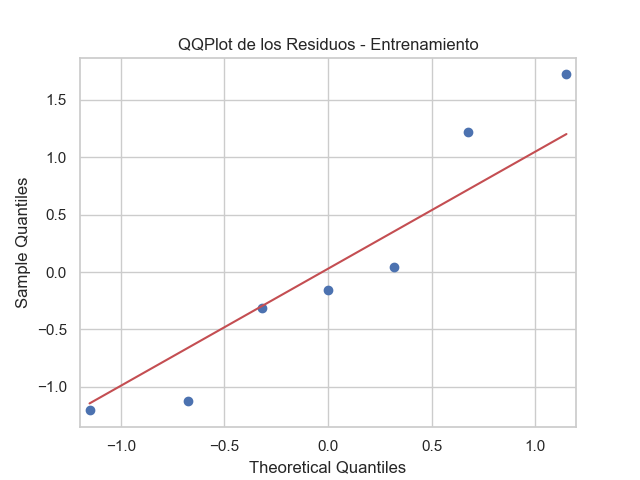 QQPlot de los Residuos - Entrenamiento
1.5
1.0
0.5
0.0
−0.5
−1.0
Sample Quantiles
−1.0 −0.5 0.0 0.5 1.0
Theoretical Quantiles